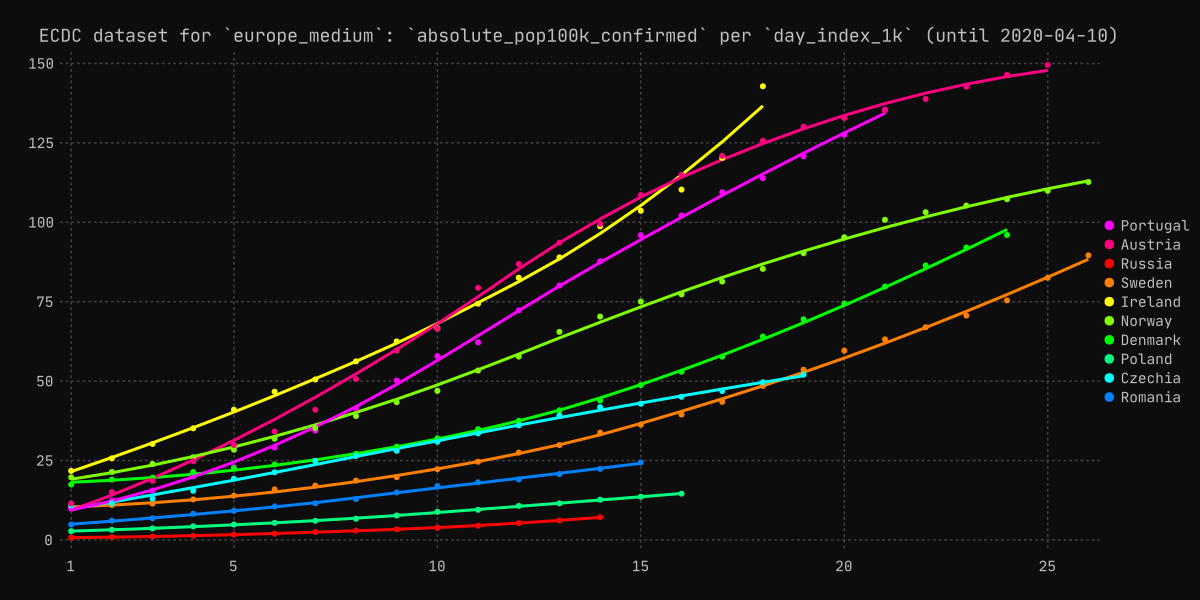 ECDC dataset for `europe_medium`: `absolute_pop100k_confirmed` per `day_index_1k` (until 2020-04-10)
150
125
100
75
50
25
0
1 5 10 15 20 25
Portugal
Austria
Russia
Sweden
Ireland
Norway
Denmark
Poland
Czechia
Romania